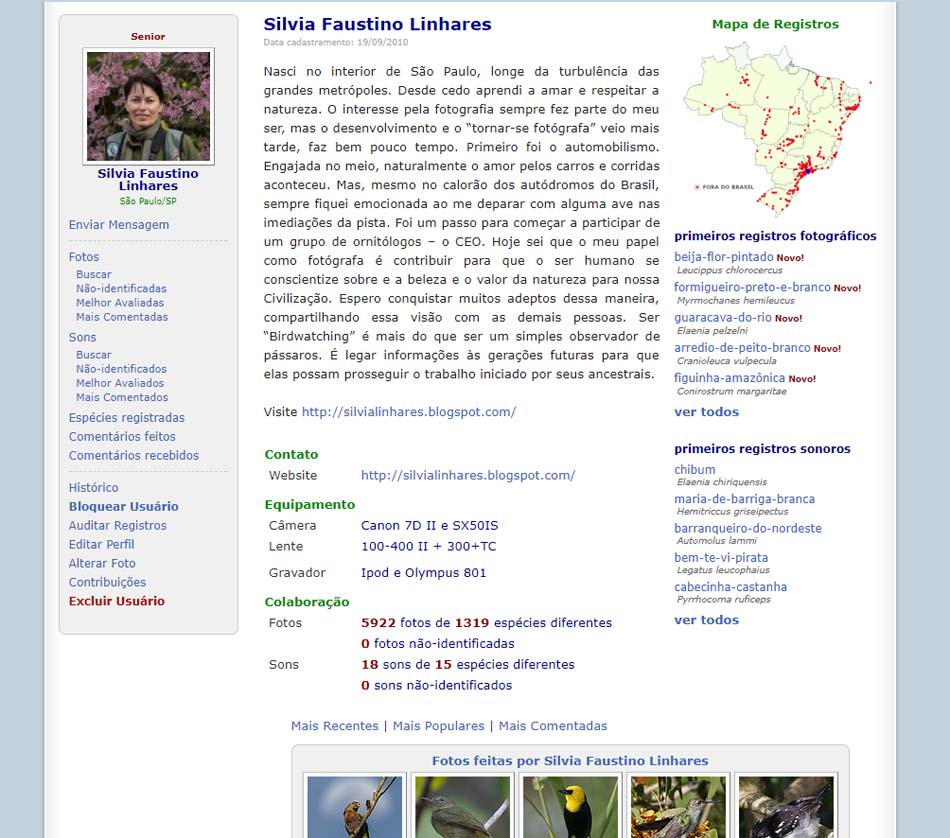 Senior
Silvia Faustino
Linhares
São Paulo/SP
Enviar Mensagem
Fotos
Buscar
Não-identificadas
Melhor Avaliadas
Mais Comentadas
Sons
Buscar
Não-identificados
Melhor Avaliados
Mais Comentados
Espécies registradas
Comentários feitos
Comentários recebidos
Histórico
Bloquear Usuário
Auditar Registros
Editar Perfil
Alterar Foto
Contribuições
Excluir Usuário
Silvia Faustino Linhares
Data cadastramento: 19/09/2010
Nasci no interior de São Paulo, longe da turbulência das
grandes metrópoles. Desde cedo aprendi a amar e respeitar a
natureza. O interesse pela fotografia sempre fez parte do meu
ser, mas o desenvolvimento e o “tornar-se fotógrafa” veio mais
tarde, faz bem pouco tempo. Primeiro foi o automobilismo.
Engajada no meio, naturalmente o amor pelos carros e corridas
aconteceu. Mas, mesmo no calorão dos autódromos do Brasil,
sempre fiquei emocionada ao me deparar com alguma ave nas
imediações da pista. Foi um passo para começar a participar de
um grupo de ornitólogos – o CEO. Hoje sei que o meu papel
como fotógrafa é contribuir para que o ser humano se
conscientize sobre e a beleza e o valor da natureza para nossa
Civilização. Espero conquistar muitos adeptos dessa maneira,
compartilhando essa visão com as demais pessoas. Ser
“Birdwatching” é mais do que ser um simples observador de
pássaros. É legar informações às gerações futuras para que
elas possam prosseguir o trabalho iniciado por seus ancestrais.
Visite http://silvialinhares.blogspot.com/
Contato
Website http://silvialinhares.blogspot.com/
Equipamento
Câmera Canon 7D II e SX50IS
Lente 100-400 II + 300+TC
Gravador Ipod e Olympus 801
Colaboração
Fotos 5922 fotos de 1319 espécies diferentes
0 fotos não-identificadas
Sons 18 sons de 15 espécies diferentes
0 sons não-identificados
Mapa de Registros
FORA DO BRASIL
primeiros registros fotográficos
beija-flor-pintado Novo!
Leucippus chlorocercus
formigueiro-preto-e-branco Novo!
Myrmochanes hemileucus
guaracava-do-rio Novo!
Elaenia pelzelni
arredio-de-peito-branco Novo!
Cranioleuca vulpecula
figuinha-amazônica Novo!
Conirostrum margaritae
ver todos
primeiros registros sonoros
chibum
Elaenia chiriquensis
maria-de-barriga-branca
Hemitriccus griseipectus
barranqueiro-do-nordeste
Automolus lammi
bem-te-vi-pirata
Legatus leucophaius
cabecinha-castanha
Pyrrhocoma ruficeps
ver todos
Mais Recentes | Mais Populares | Mais Comentadas
Fotos feitas por Silvia Faustino Linhares